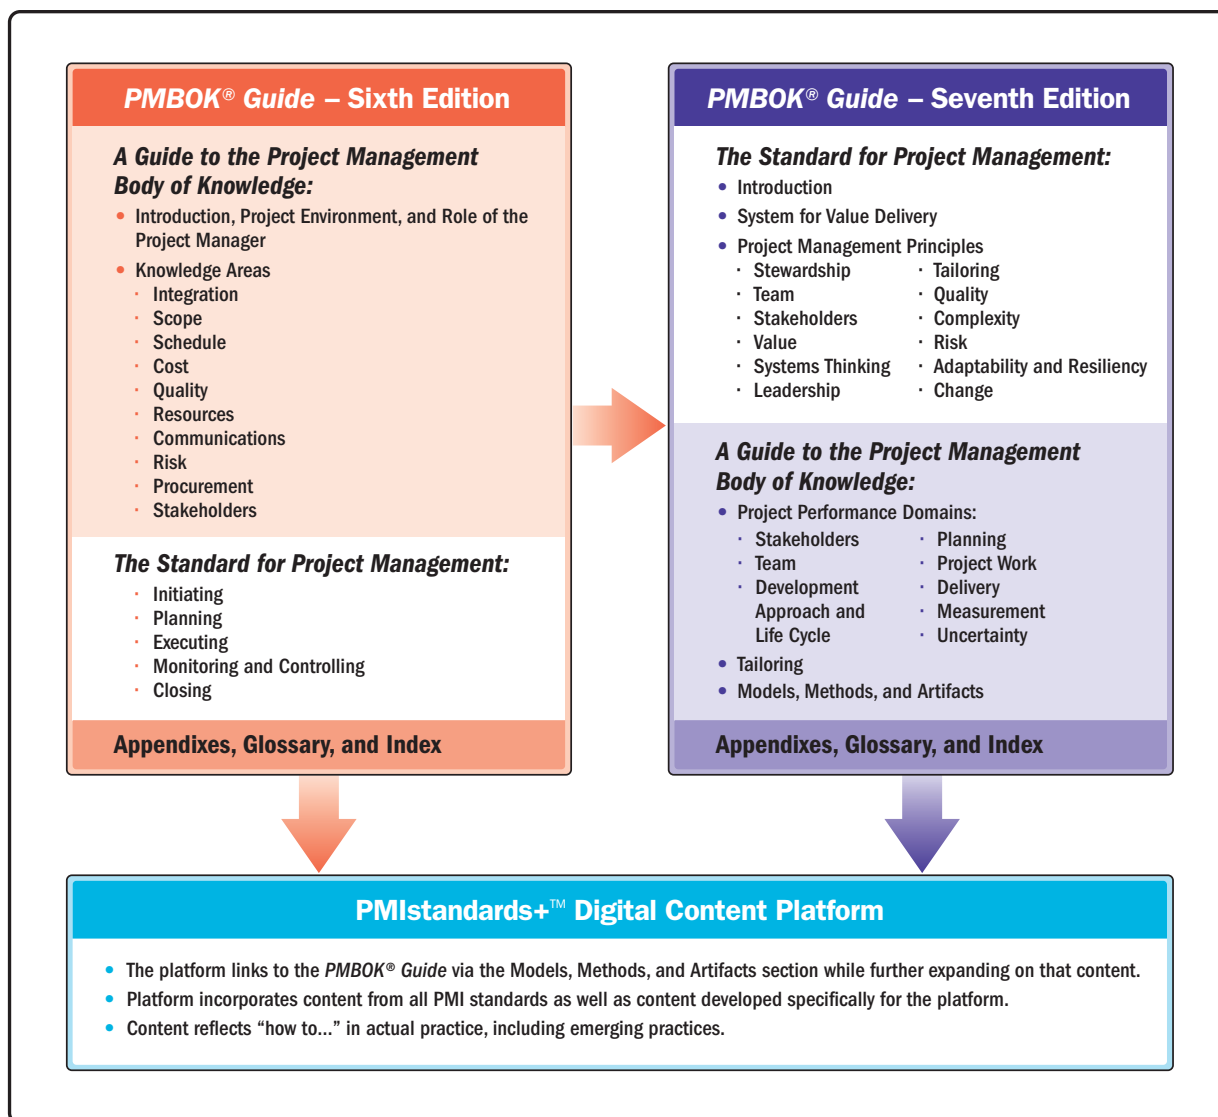 PMBOK® Guide – Sixth Edition
A Guide to the Project Management
Body of Knowledge:
• Introduction, Project Environment, and Role of the
Project Manager
• Knowledge Areas
· Integration
· Scope
· Schedule
· Cost
· Quality
· Resources
· Communications
· Risk
· Procurement
· Stakeholders
The Standard for Project Management:
· Initiating
· Planning
· Executing
· Monitoring and Controlling
· Closing
Appendixes, Glossary, and Index
PMBOK® Guide – Seventh Edition
The Standard for Project Management:
• Introduction
• System for Value Delivery
• Project Management Principles
· Stewardship
· Team
· Stakeholders
· Value
· Systems Thinking
· Leadership
· Tailoring
· Quality
· Complexity
· Risk
· Adaptability and Resiliency
· Change
A Guide to the Project Management
Body of Knowledge:
• Project Performance Domains:
· Stakeholders
· Team
· Development
Approach and
Life Cycle
· Planning
· Project Work
· Delivery
· Measurement
· Uncertainty
• Tailoring
• Models, Methods, and Artifacts
Appendixes, Glossary, and Index
PMIstandards+™ Digital Content Platform
• The platform links to the PMBOK® Guide via the Models, Methods, and Artifacts section while further expanding on that content.
• Platform incorporates content from all PMI standards as well as content developed specifically for the platform.
• Content reflects “how to...” in actual practice, including emerging practices.